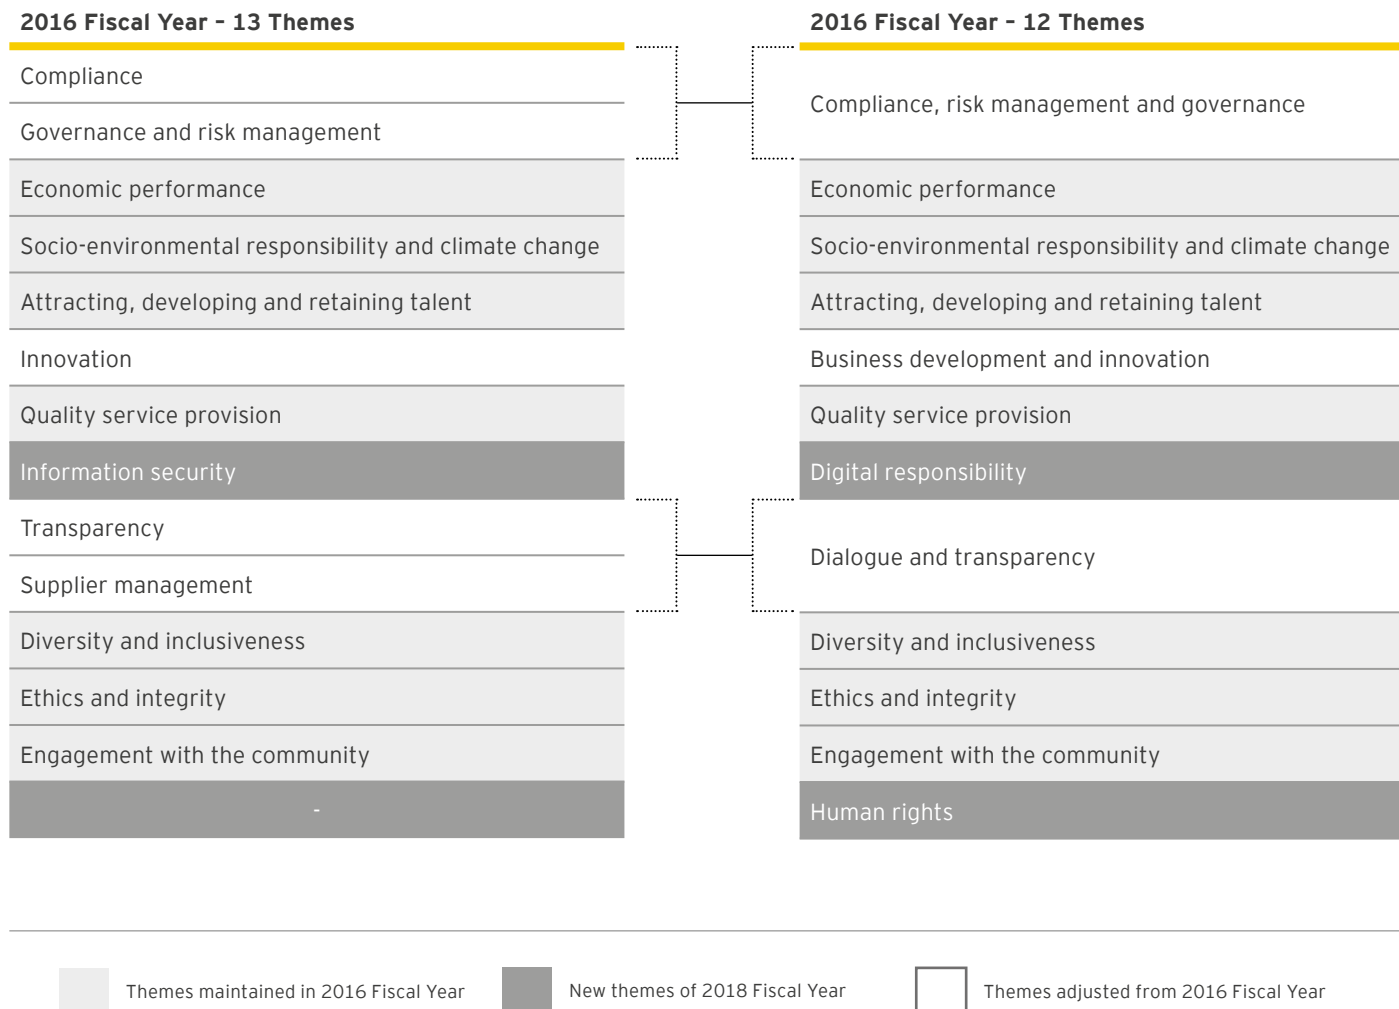 2016 Fiscal Year – 13 Themes
Compliance
Governance and risk management
Economic performance
Socio-environmental responsibility and climate change
Attracting, developing and retaining talent
Innovation
Quality service provision
Information security
Transparency
Supplier management
Diversity and inclusiveness
Ethics and integrity
Engagement with the community
-
2016 Fiscal Year – 12 Themes
Compliance, risk management and governance
Economic performance
Socio-environmental responsibility and climate change
Attracting, developing and retaining talent
Business development and innovation
Quality service provision
Digital responsibility
Dialogue and transparency
Diversity and inclusiveness
Ethics and integrity
Engagement with the community
Human rights
Themes maintained in 2016 Fiscal Year
New themes of 2018 Fiscal Year
Themes adjusted from 2016 Fiscal Year